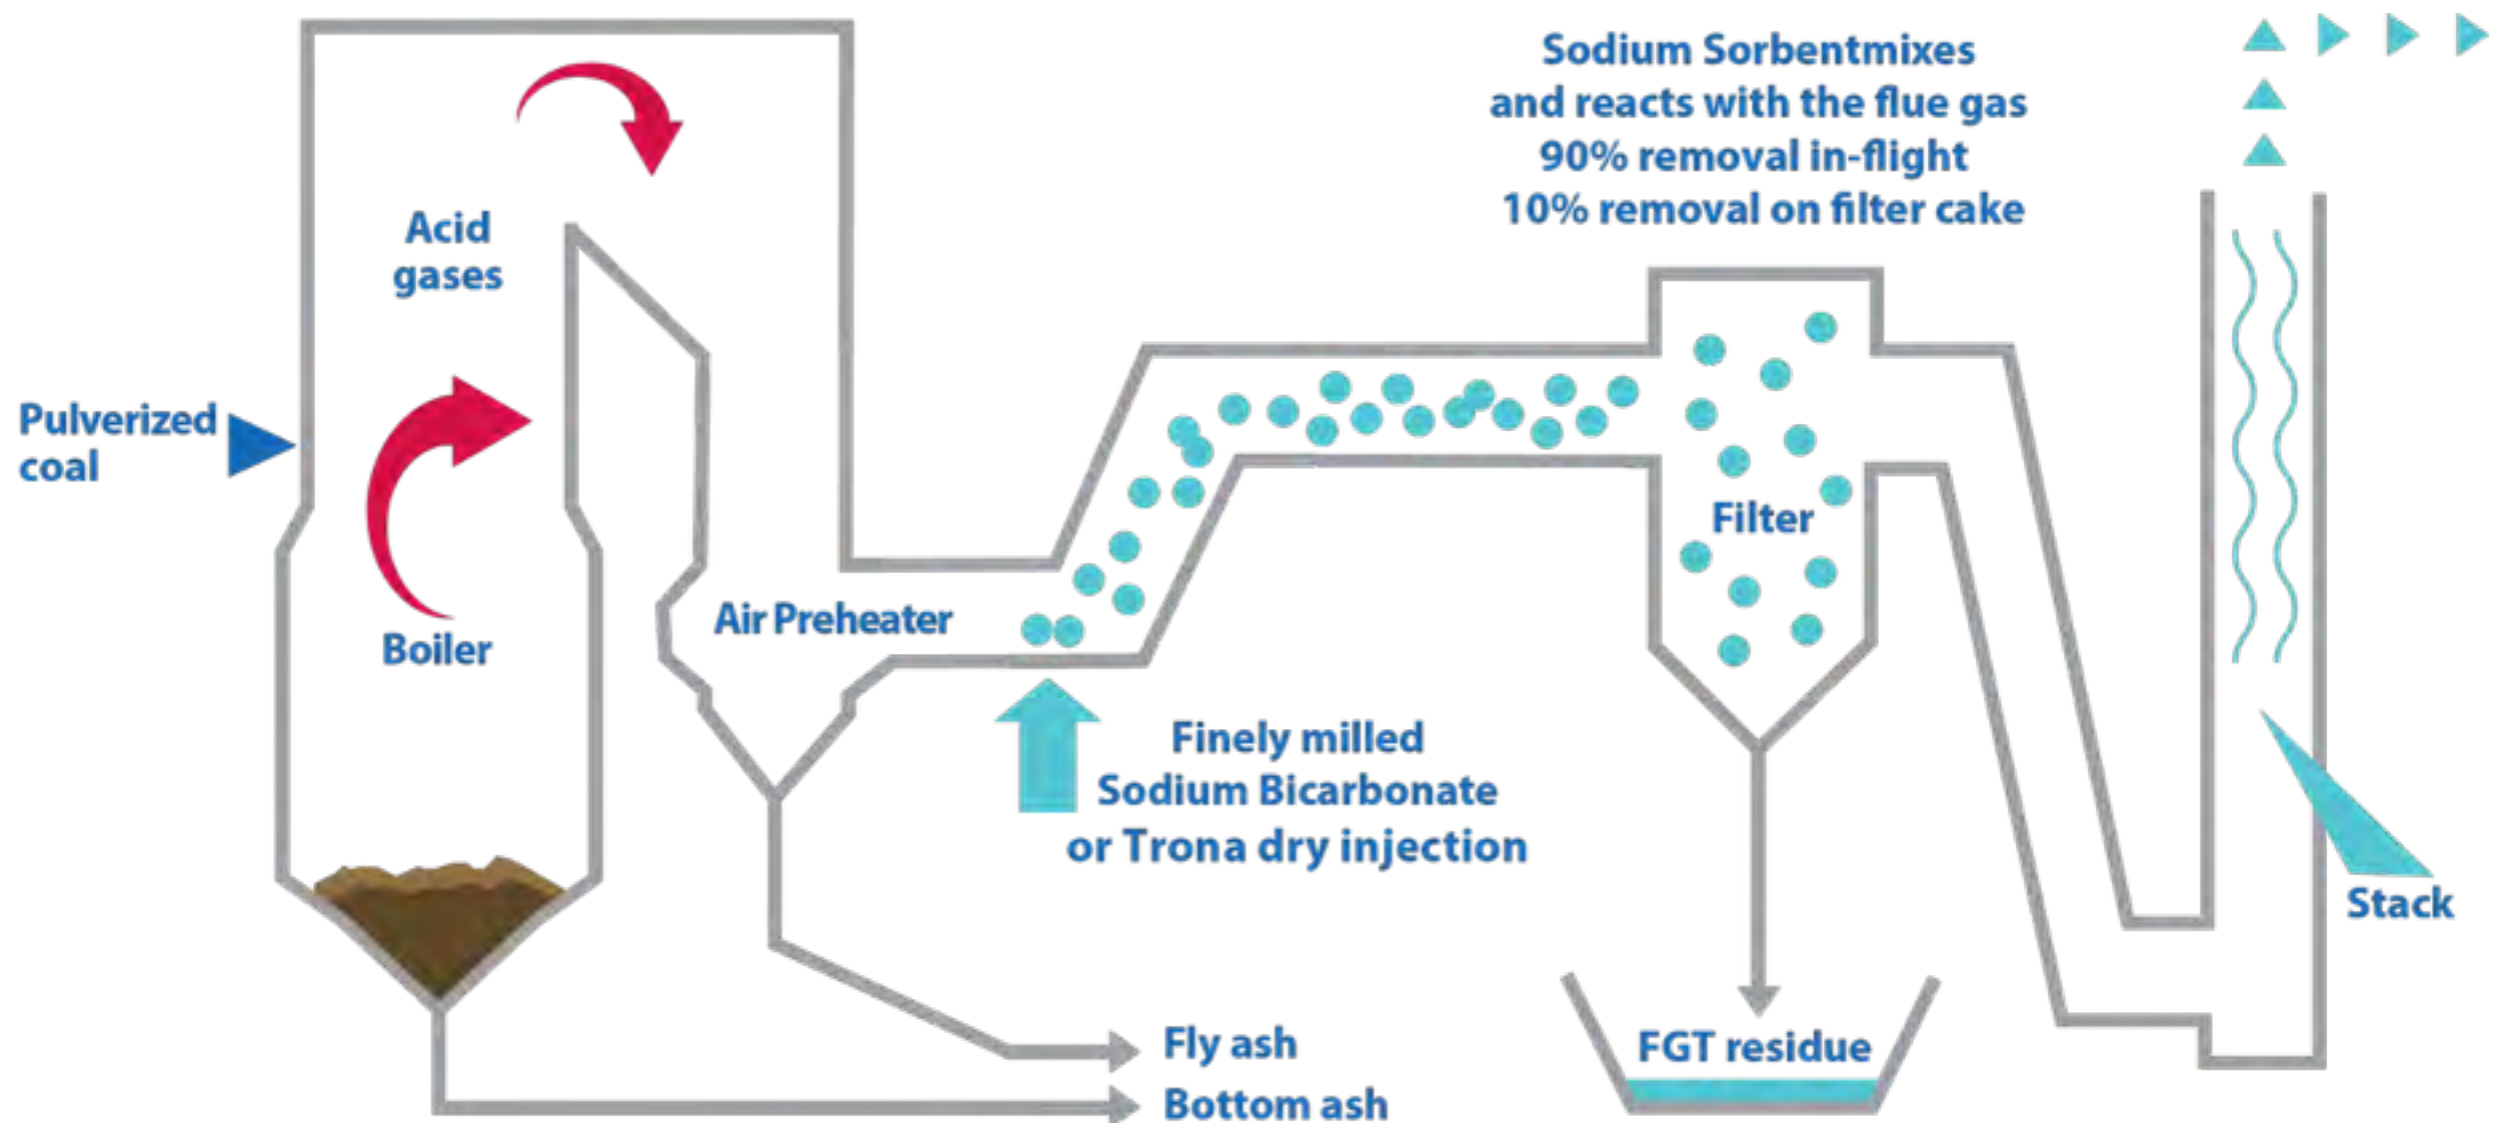 Sodium Sorbentmixes
and reacts with the flue gas
90% removal in-flight
10% removal on filter cake
Acid
gases
Pulverized
coal
Boiler
Air Preheater
Filter
Finely milled
Sodium Bicarbonate
or Trona dry injection
Stack
Fly ash
Bottom ash
FGT residue